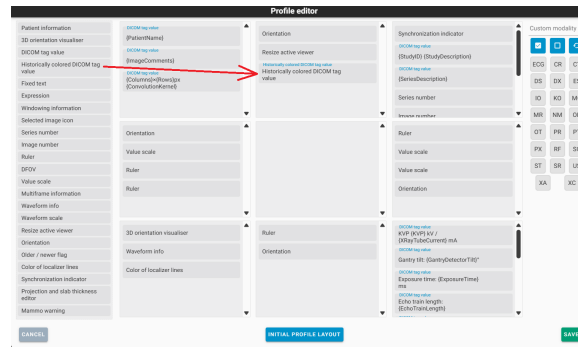 Profile editor
Patient information
3D orientation visualiser
DICOM tag value
Historically colored DICOM tag
value
Fixed text
Expression
Windowing information
Selected image icon
Series number
Image number
Ruler
DFOV
Value scale
Multiframe information
Waveform info
Waveform scale
Resize active viewer
Orientation
Older / newer flag
Color of localizer lines
Synchronization indicator
Projection and slab thickness
editor
Mammo warning
DICOM tag value
{PatientName}
DICOM tag value
{ImageComments}
DICOM tag value
{Columns}×{Rows}px
{ConvolutionKernel}
Orientation
Resize active viewer
Historically colored DICOM tag value
Historically colored DICOM tag
value
Synchronization indicator
DICOM tag value
{StudyID} {StudyDescription}
DICOM tag value
{SeriesDescription}
Series number
Image number
Orientation
Value scale
Ruler
Ruler
Ruler
Value scale
Value scale
Orientation
3D orientation visualiser
Waveform info
Color of localizer lines
Ruler
Orientation
DICOM tag value
KVP {KVP} kV /
{XRayTubeCurrent} mA
DICOM tag value
Gantry tilt: {GantryDetectorTilt}°
DICOM tag value
Exposure time: {ExposureTime}
ms
DICOM tag value
Echo train length:
{EchoTrainLength}
Custom modality
ECG CR
DS DX
IO KO
MR NM
OT PR
PX RF
ST SR
XA XC
CANCEL
INITIAL PROFILE LAYOUT
SAVE